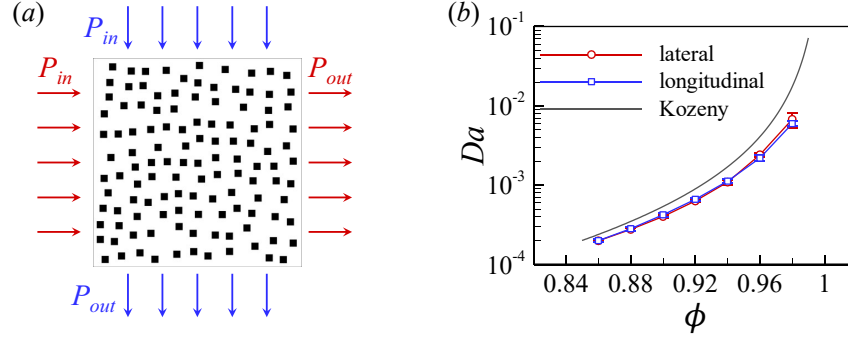 (a)
P_in
P_in
P_out
P_out
(b)
10^-1
10^-2
10^-3
10^-4
Da
lateral
longitudinal
Kozeny
0.84 0.88 0.92 0.96 1
ϕ